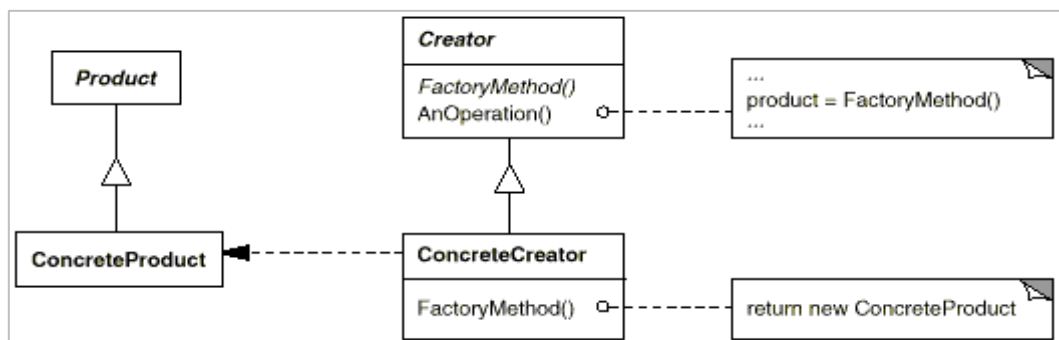 Creator
Product
FactoryMethod()
AnOperation()
...
product = FactoryMethod()
...
ConcreteProduct
ConcreteCreator
FactoryMethod()
return new ConcreteProduct